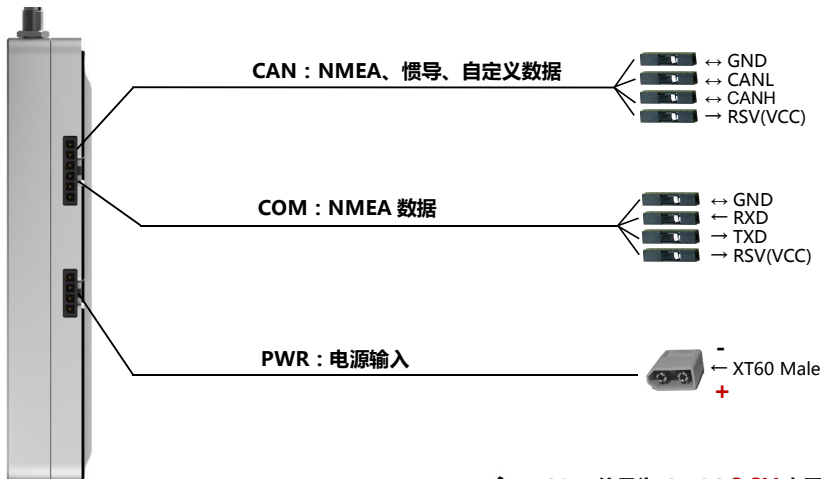 CAN：NMEA、惯导、自定义数据
↔ GND
↔ CANL
↔ CANH
→ RSV(VCC)
COM：NMEA 数据
↔ GND
← RXD
→ TXD
→ RSV(VCC)
PWR：电源输入
-
← XT60 Male
+